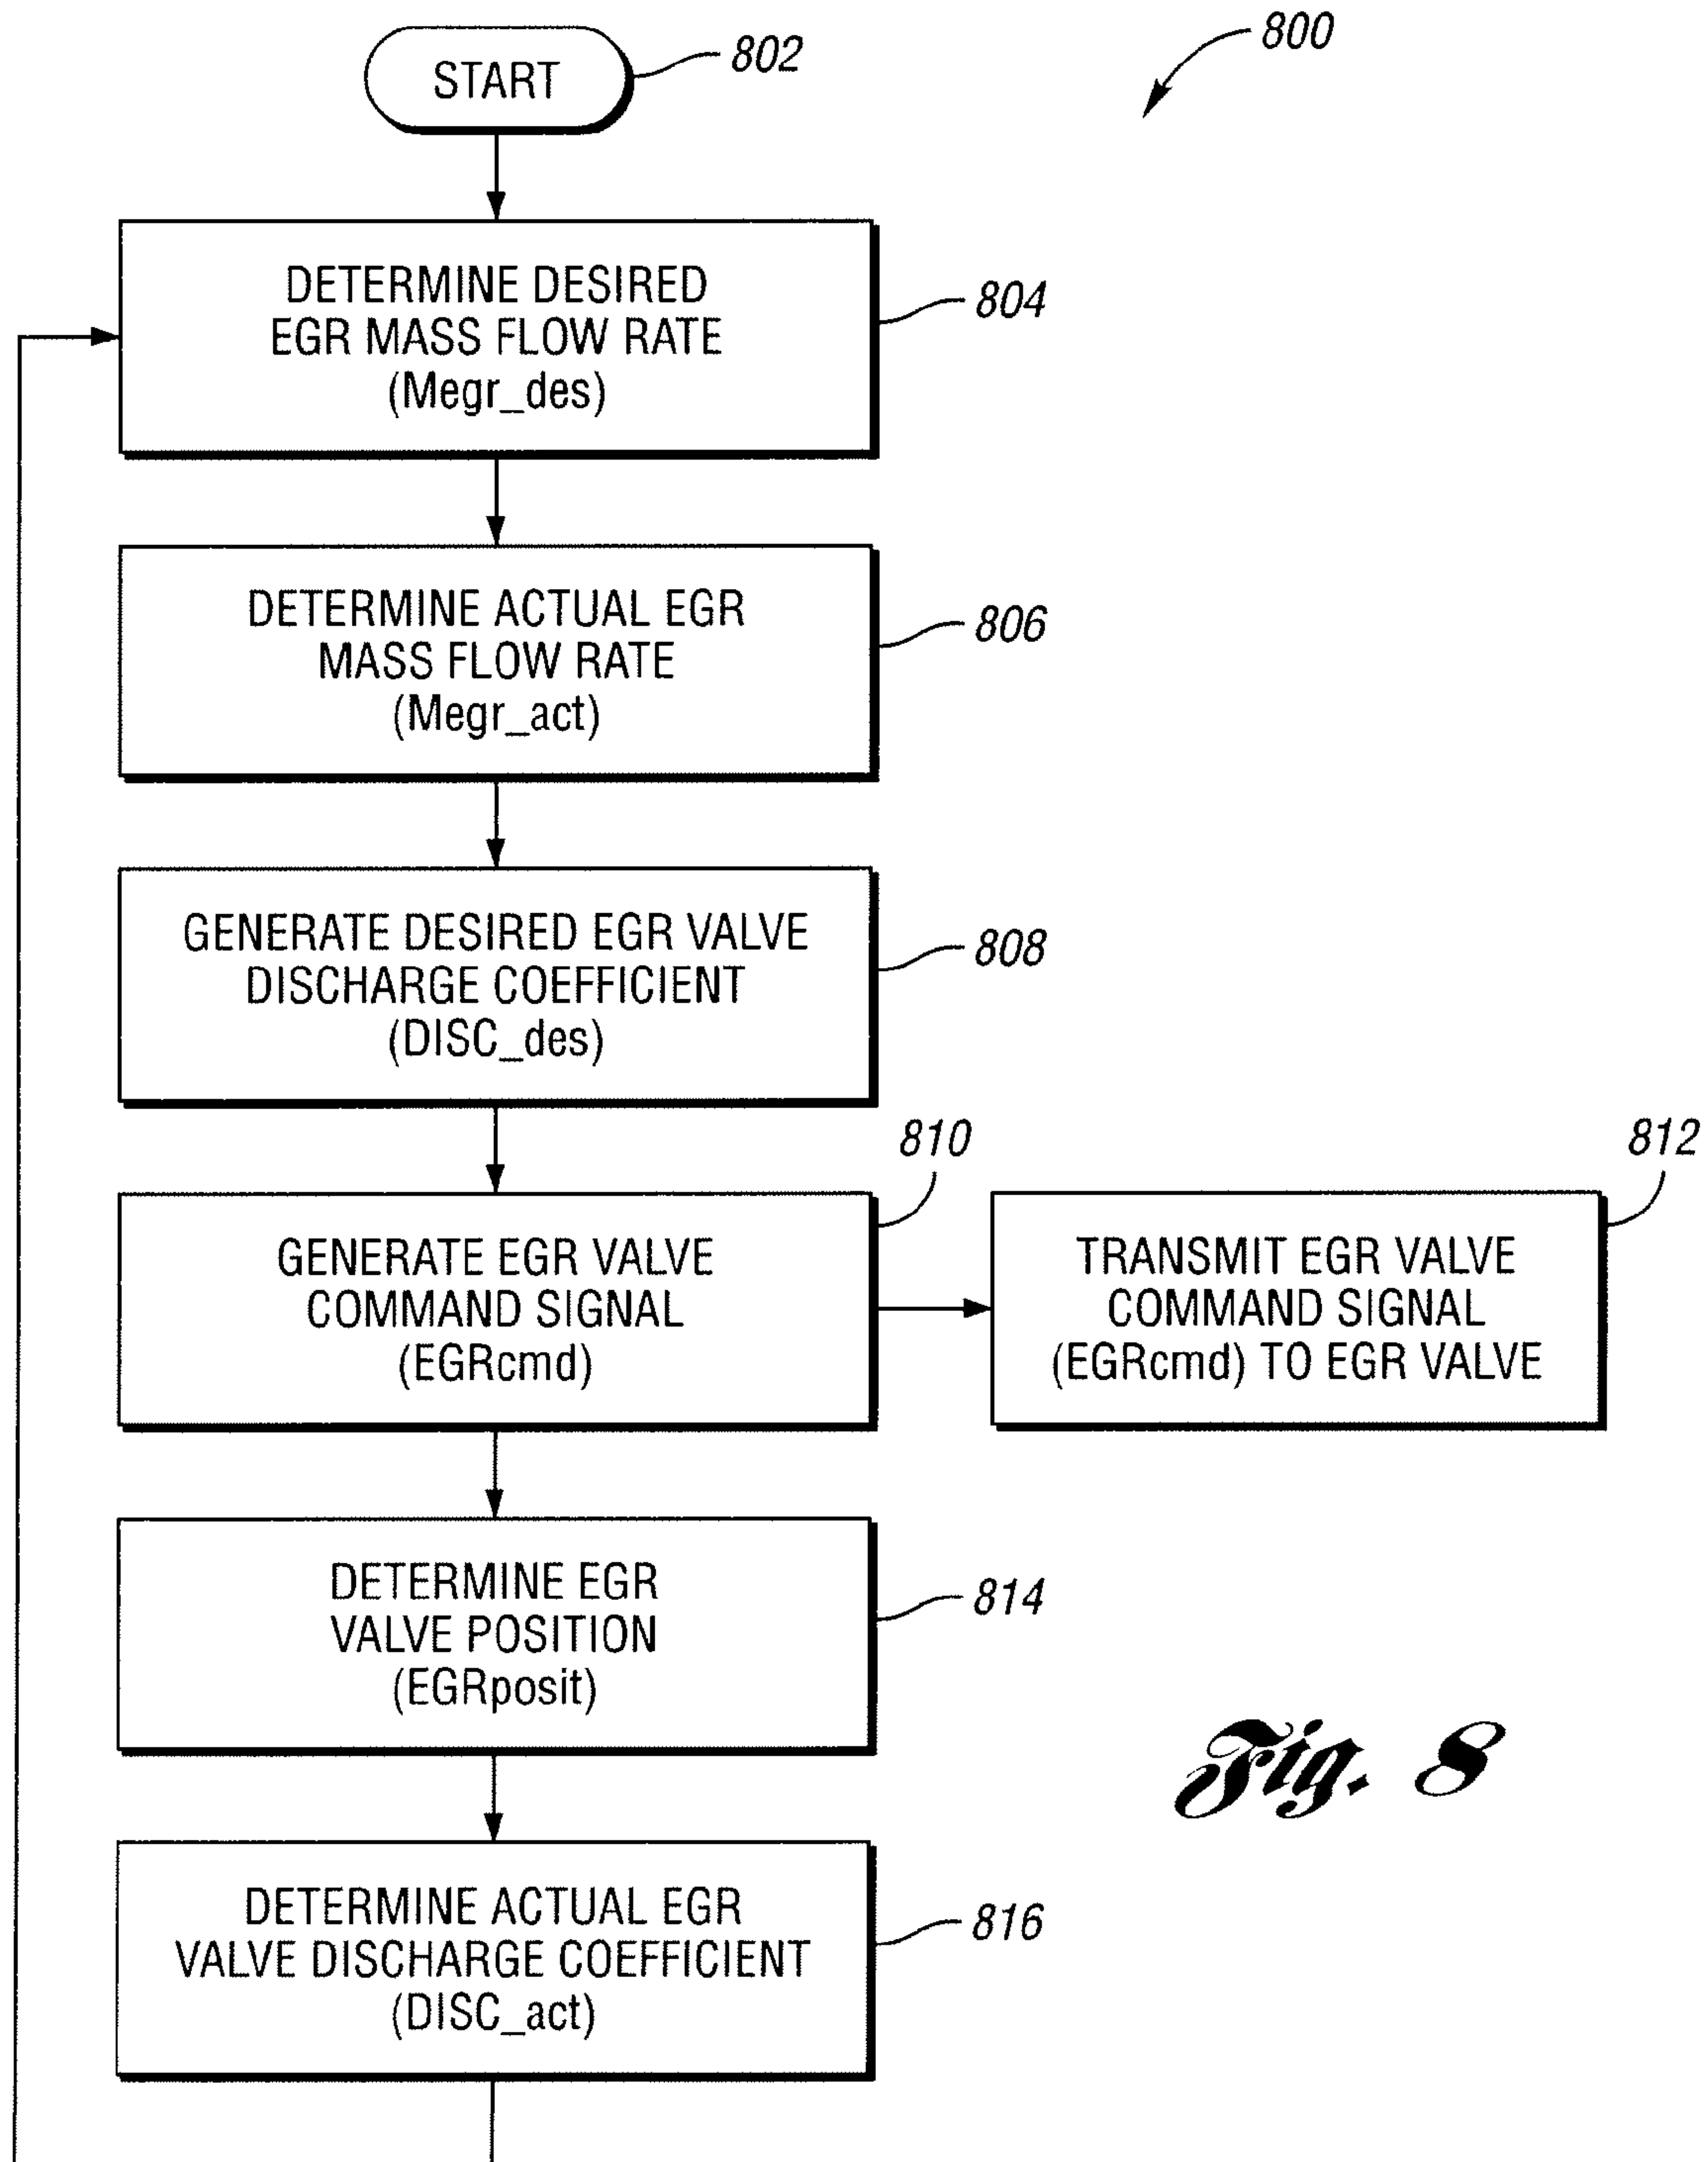 800
START
802
DETERMINE DESIRED
EGR MASS FLOW RATE
(Megr_des)
804
DETERMINE ACTUAL EGR
MASS FLOW RATE
(Megr_act)
806
GENERATE DESIRED EGR VALVE
DISCHARGE COEFFICIENT
(DISC_des)
808
GENERATE EGR VALVE
COMMAND SIGNAL
(EGRcmd)
810
TRANSMIT EGR VALVE
COMMAND SIGNAL
(EGRcmd) TO EGR VALVE
812
DETERMINE EGR
VALVE POSITION
(EGRposit)
814
DETERMINE ACTUAL EGR
VALVE DISCHARGE COEFFICIENT
(DISC_act)
816
Fig. 8